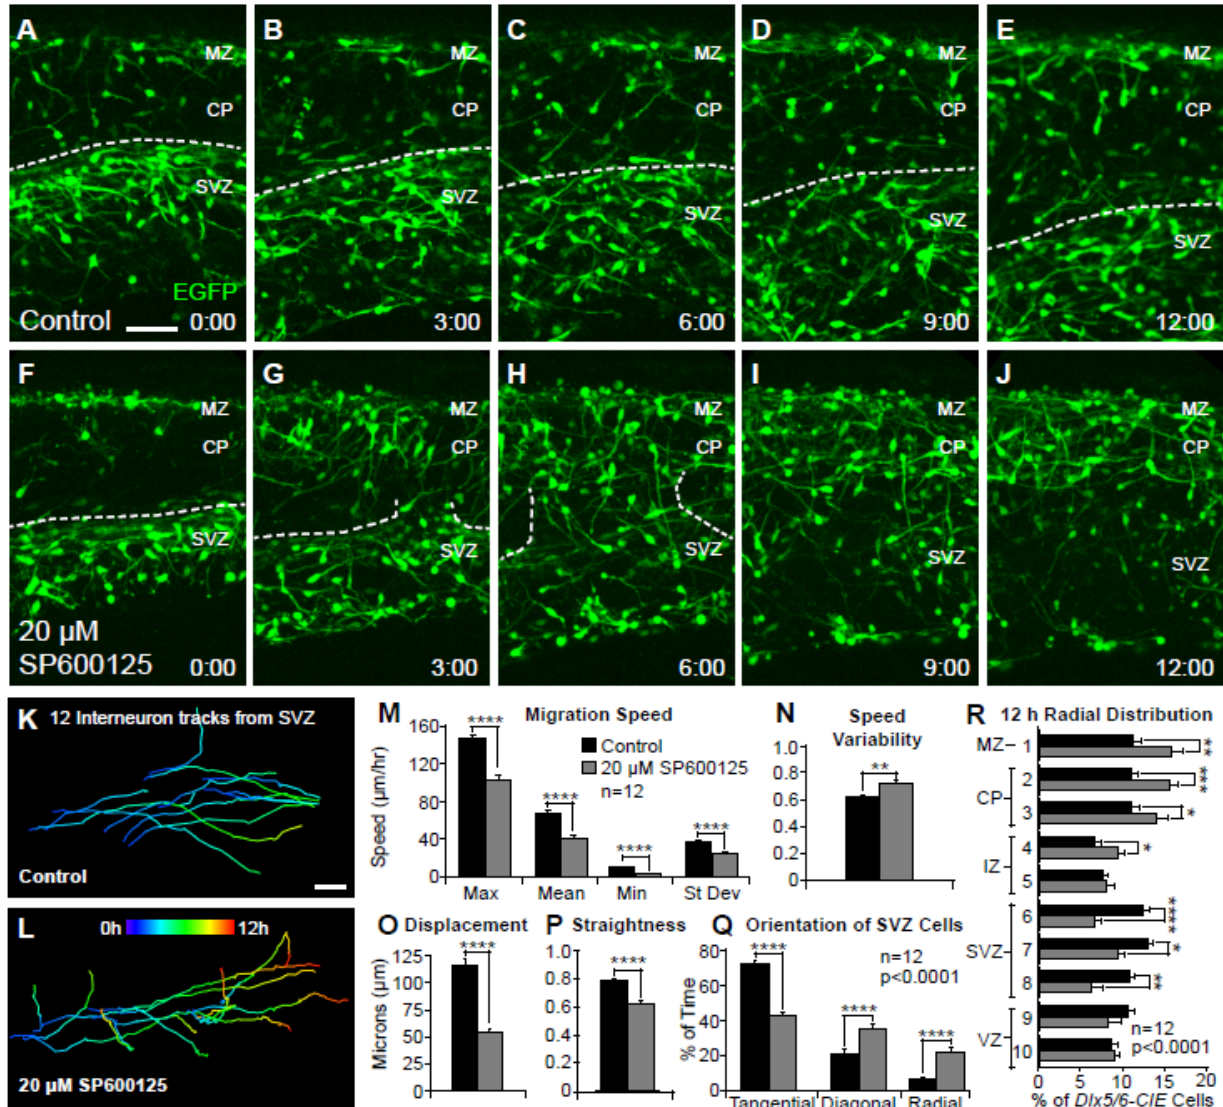 A
MZ
CP
SVZ
EGFP
Control
0:00
B
MZ
CP
SVZ
3:00
C
MZ
CP
SVZ
6:00
D
MZ
CP
SVZ
9:00
E
MZ
CP
SVZ
12:00
F
MZ
CP
SVZ
20 µM
SP600125
0:00
G
MZ
CP
SVZ
3:00
H
MZ
CP
SVZ
6:00
I
MZ
CP
SVZ
9:00
J
MZ
CP
SVZ
12:00
K 12 Interneuron tracks from SVZ
Control
L 0h 12h
20 µM SP600125
M Migration Speed
Speed (µm/hr)
160
120
80
40
0
**** **** **** ****
Control
20 µM SP600125
n=12
Max Mean Min St Dev
N Speed
Variability
1.0
0.8
0.6
0.4
0.2
0
**
O Displacement
Microns (µm)
125
100
75
50
25
0
****
P Straightness
1.0
0.8
0.6
0.4
0.2
0
****
Q Orientation of SVZ Cells
% of Time
80
60
40
20
0
**** **** ****
n=12
p<0.0001
Tangential Diagonal Radial
R 12 h Radial Distribution
MZ 1 **
CP 2 ***
3 *
IZ 4 *
5
SVZ 6 ****
7 *
8 **
VZ 9
10
n=12
p<0.0001
0 5 10 15 20
% of Dlx5/6-CIE Cells